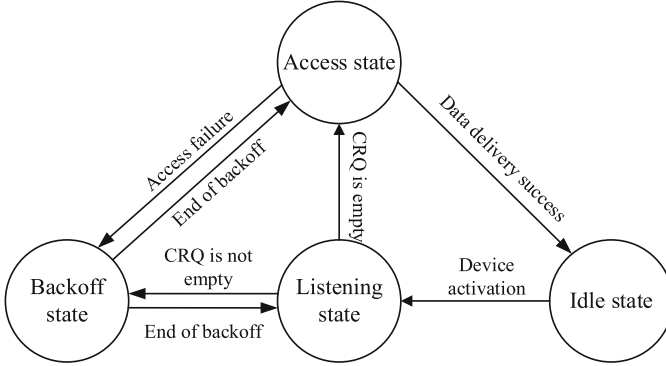 Access state
Access failure
End of backoff
CRQ is empty
Data delivery success
CRQ is not
empty
Device
activation
Backoff
state
Listening
state
Idle state
End of backoff